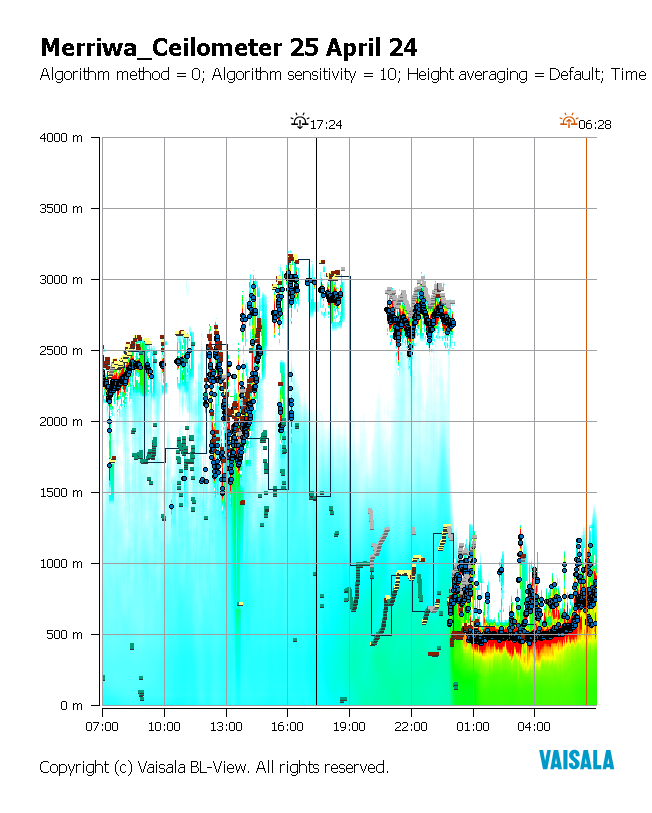 Merriwa_Ceilometer 25 April 24
Algorithm method = 0; Algorithm sensitivity = 10; Height averaging = Default; Time
17:24
06:28
4000 m
3500 m
3000 m
2500 m
2000 m
1500 m
1000 m
500 m
0 m
07:00 10:00 13:00 16:00 19:00 22:00 01:00 04:00
VAISALA
Copyright (c) Vaisala BL-View. All rights reserved.